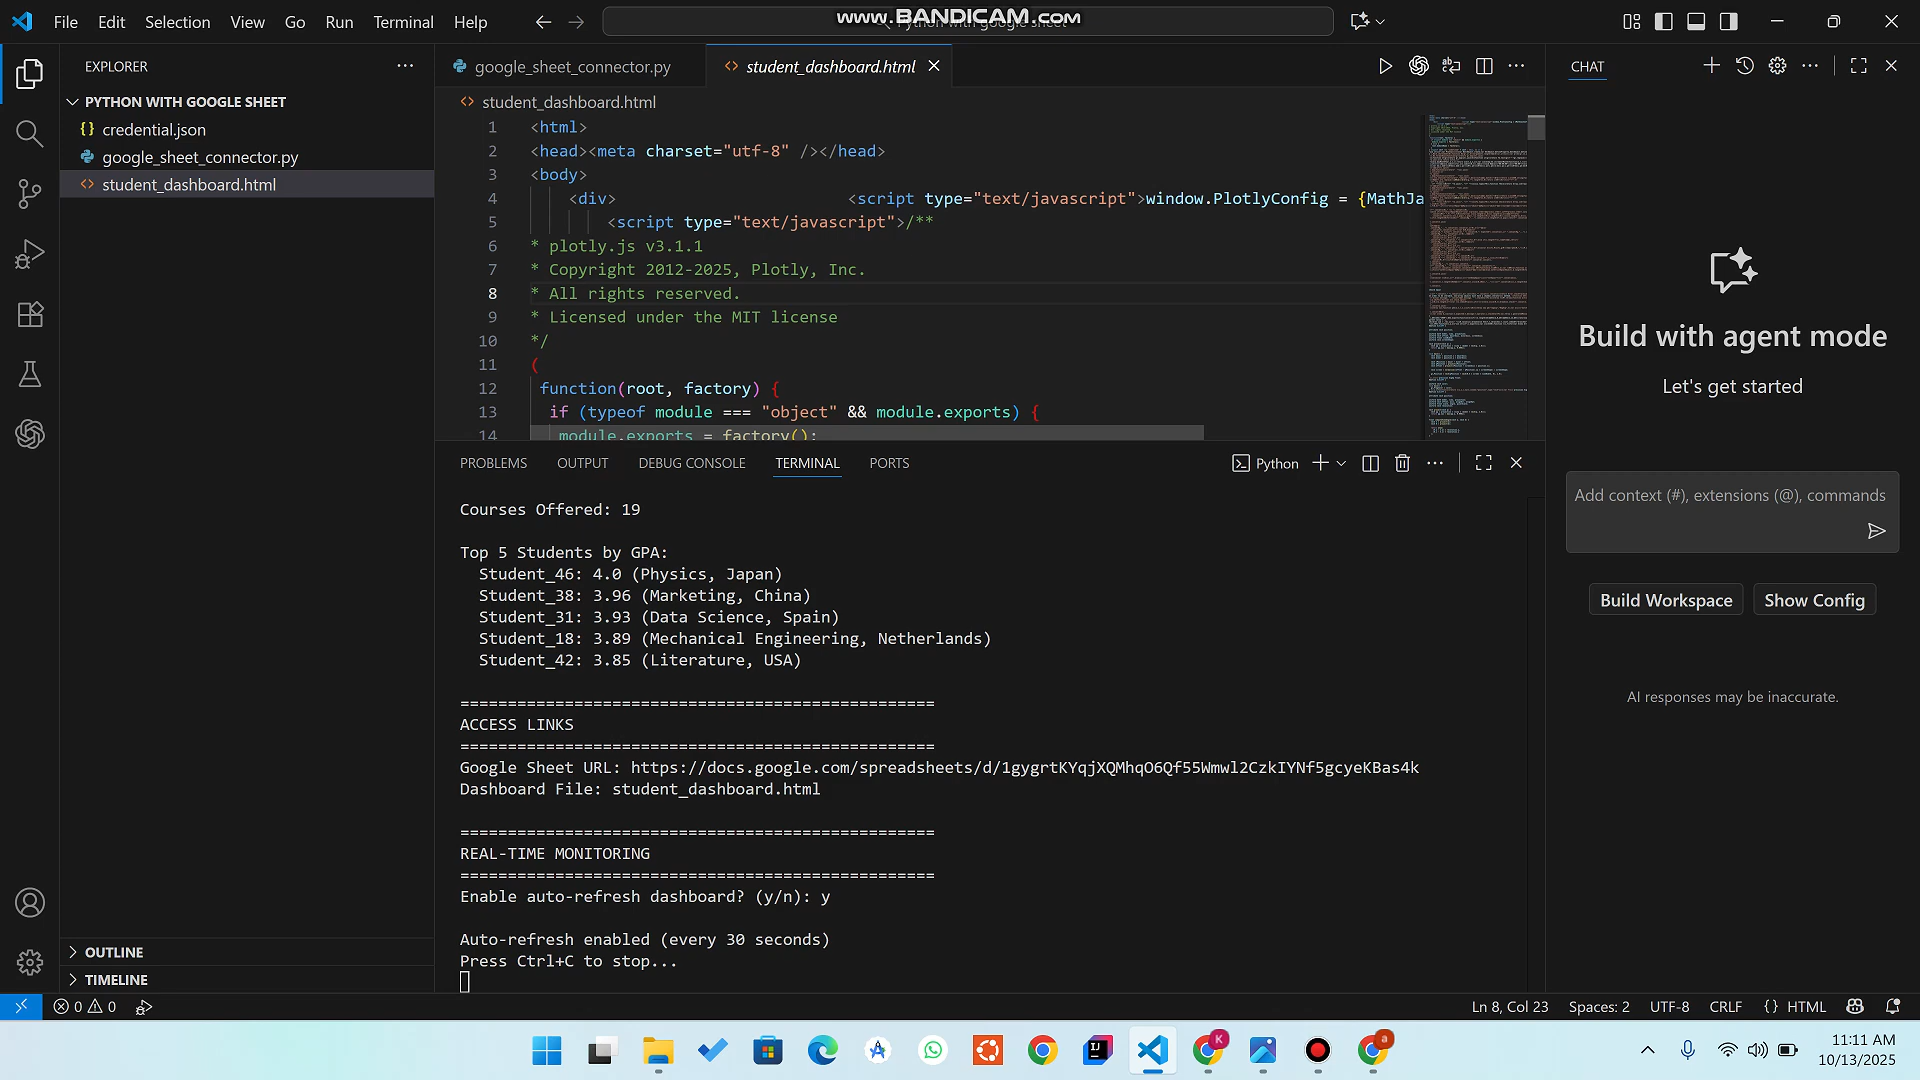 File Edit Selection View Go Run Terminal Help
www.BANDICAM.com
EXPLORER
PYTHON WITH GOOGLE SHEET
credential.json
google_sheet_connector.py
student_dashboard.html
OUTLINE
TIMELINE
google_sheet_connector.py
student_dashboard.html
student_dashboard.html
1 <html>
2 <head><meta charset="utf-8" /></head>
3 <body>
4 <div> <script type="text/javascript">window.PlotlyConfig = {MathJa
5 <script type="text/javascript">/**
6 * plotly.js v3.1.1
7 * Copyright 2012-2025, Plotly, Inc.
8 * All rights reserved.
9 * Licensed under the MIT license
10 */
11 (
12 function(root, factory) {
13 if (typeof module === "object" && module.exports) {
14 module.exports = factory();
PROBLEMS OUTPUT DEBUG CONSOLE TERMINAL PORTS
Python
Courses Offered: 19
Top 5 Students by GPA:
Student_46: 4.0 (Physics, Japan)
Student_38: 3.96 (Marketing, China)
Student_31: 3.93 (Data Science, Spain)
Student_18: 3.89 (Mechanical Engineering, Netherlands)
Student_42: 3.85 (Literature, USA)
==================================================
ACCESS LINKS
==================================================
Google Sheet URL: https://docs.google.com/spreadsheets/d/1gygrtKYqjXQMhqO6Qf55Wmwl2CzkIYNf5gcyeKBas4k
Dashboard File: student_dashboard.html
==================================================
REAL-TIME MONITORING
==================================================
Enable auto-refresh dashboard? (y/n): y
Auto-refresh enabled (every 30 seconds)
Press Ctrl+C to stop...
CHAT
Build with agent mode
Let's get started
Add context (#), extensions (@), commands
Build Workspace Show Config
AI responses may be inaccurate.
0 0
Ln 8, Col 23 Spaces: 2 UTF-8 CRLF {} HTML
11:11 AM
10/13/2025